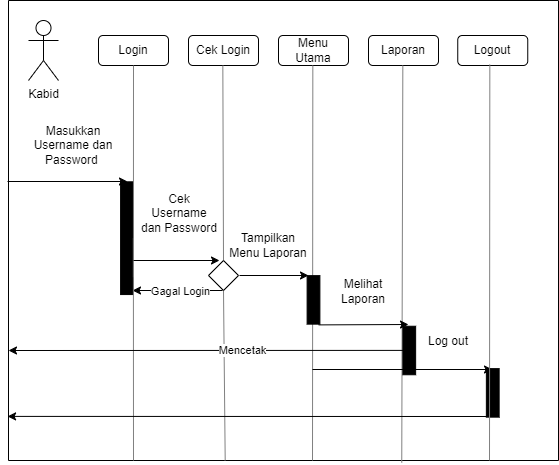 Login
Cek Login
Menu
Utama
Laporan
Logout
Kabid
Masukkan
Username dan
Password
Cek
Username
dan Password
Tampilkan
Menu Laporan
Gagal Login
Melihat
Laporan
Log out
Mencetak